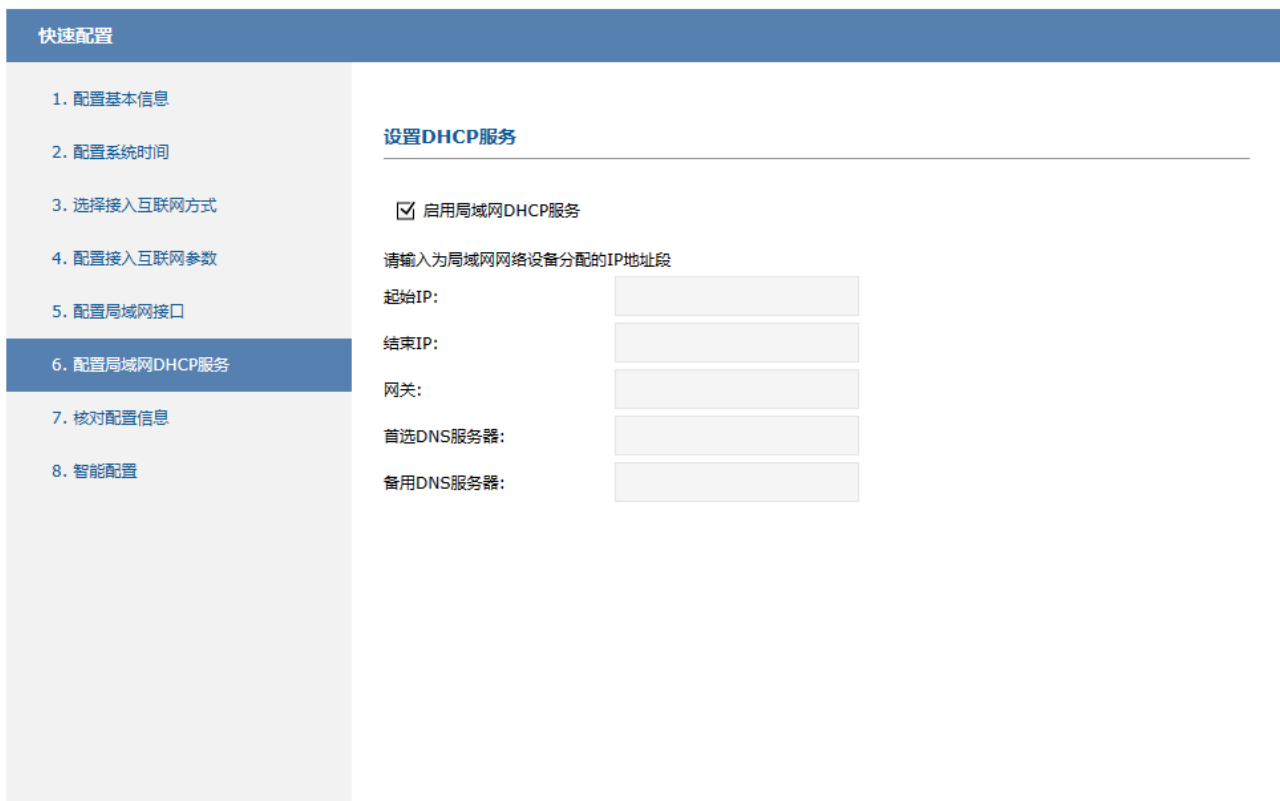 快速配置
1. 配置基本信息
2. 配置系统时间
3. 选择接入互联网方式
4. 配置接入互联网参数
5. 配置局域网接口
6. 配置局域网DHCP服务
7. 核对配置信息
8. 智能配置
设置DHCP服务
启用局域网DHCP服务
请输入为局域网网络设备分配的IP地址段
起始IP:
结束IP:
网关:
首选DNS服务器:
备用DNS服务器: